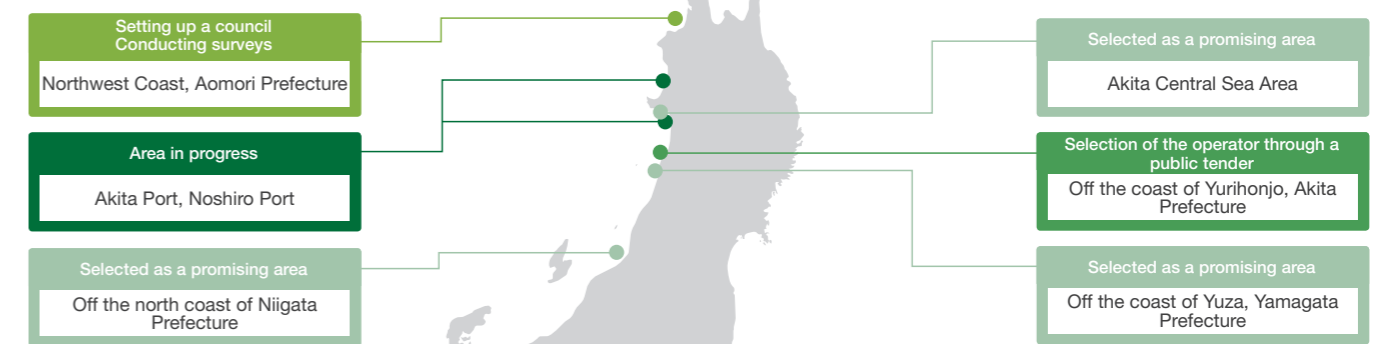 Setting up a council
Conducting surveys
Northwest Coast, Aomori Prefecture
Area in progress
Akita Port, Noshiro Port
Selected as a promising area
Off the north coast of Niigata
Prefecture
Selected as a promising area
Akita Central Sea Area
Selection of the operator through a
public tender
Off the coast of Yurihonjo, Akita
Prefecture
Selected as a promising area
Off the coast of Yuza, Yamagata
Prefecture